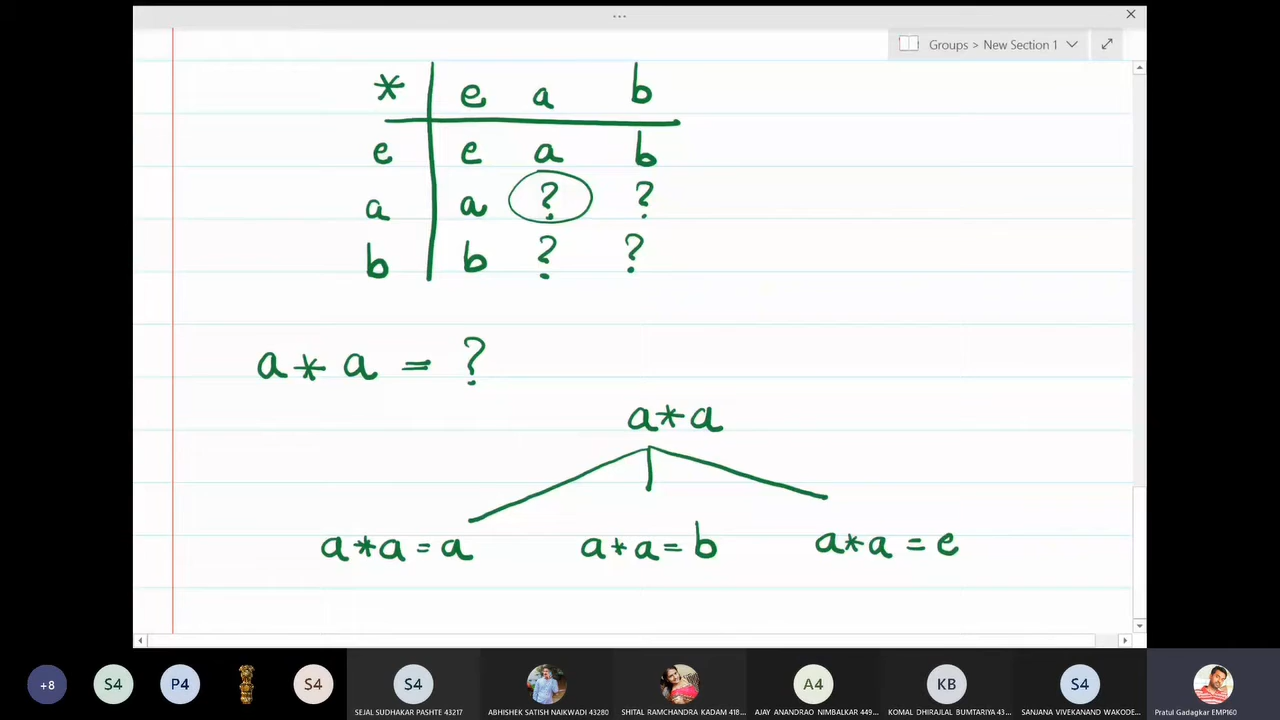 ...
Groups > New Section 1
* e a b
e e a b
a a ? ?
b b ? ?
a * a = ?
a*a
a*a = a a*a = b a*a = e
+8 S4 P4 S4 S4 A4 KB S4
SEJAL SUDHAKAR PASHTE 43217 ABHISHEK SATISH NAIKWADI 43280 SHITAL RAMCHANDRA KADAM 418... AJAY ANANDRAO NIMBALKAR 449... KOMAL DHIRAJLAL BUMTARIYA 43... SANJANA VIVEKANAND WAKODE... Pratul Gadagkar EMP160